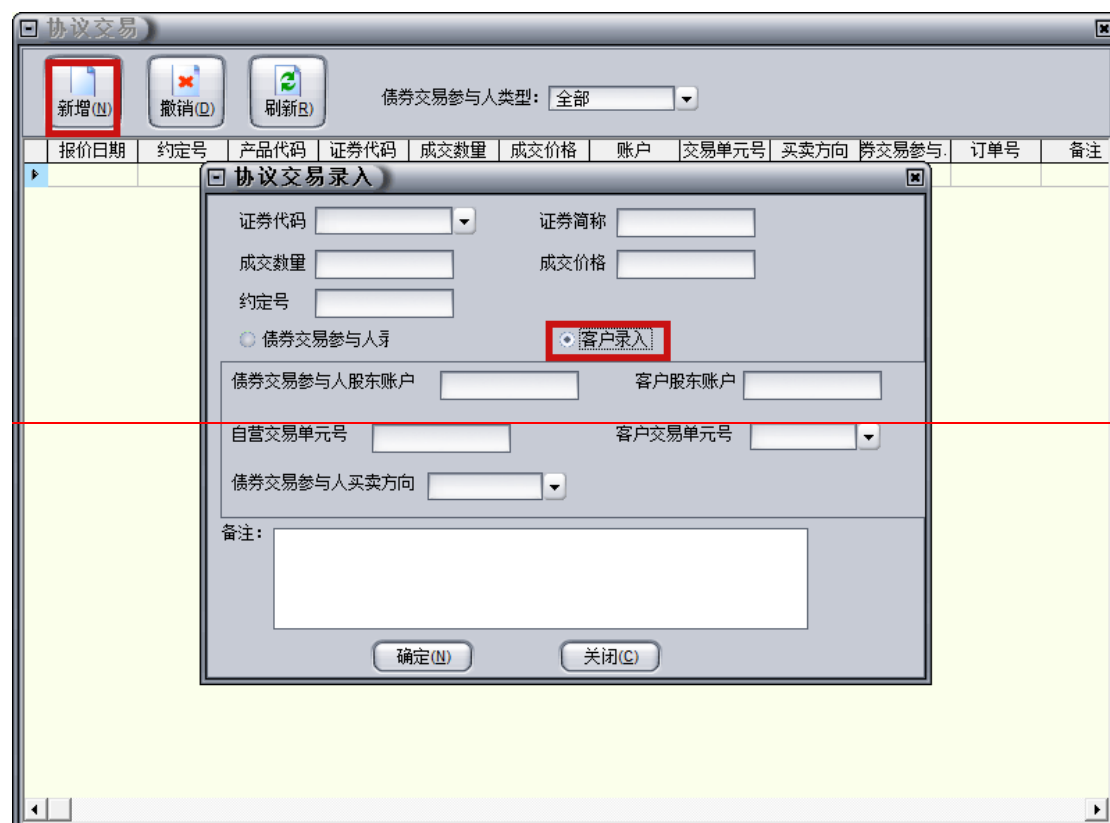 协议交易
新增(N) 撤销(D) 刷新R) 债券交易参与人类型： 全部
报价日期 约定号 产品代码 证券代码 成交数量 成交价格 账户 交易单元号 买卖方向 券交易参与. 订单号 备注
协议交易录入
证券代码 证券简称
成交数量 成交价格
约定号
债券交易参与人录 客户录入
债券交易参与人股东账户 客户股东账户
自营交易单元号 客户交易单元号
债券交易参与人买卖方向
备注：
确定(N) 关闭(C)